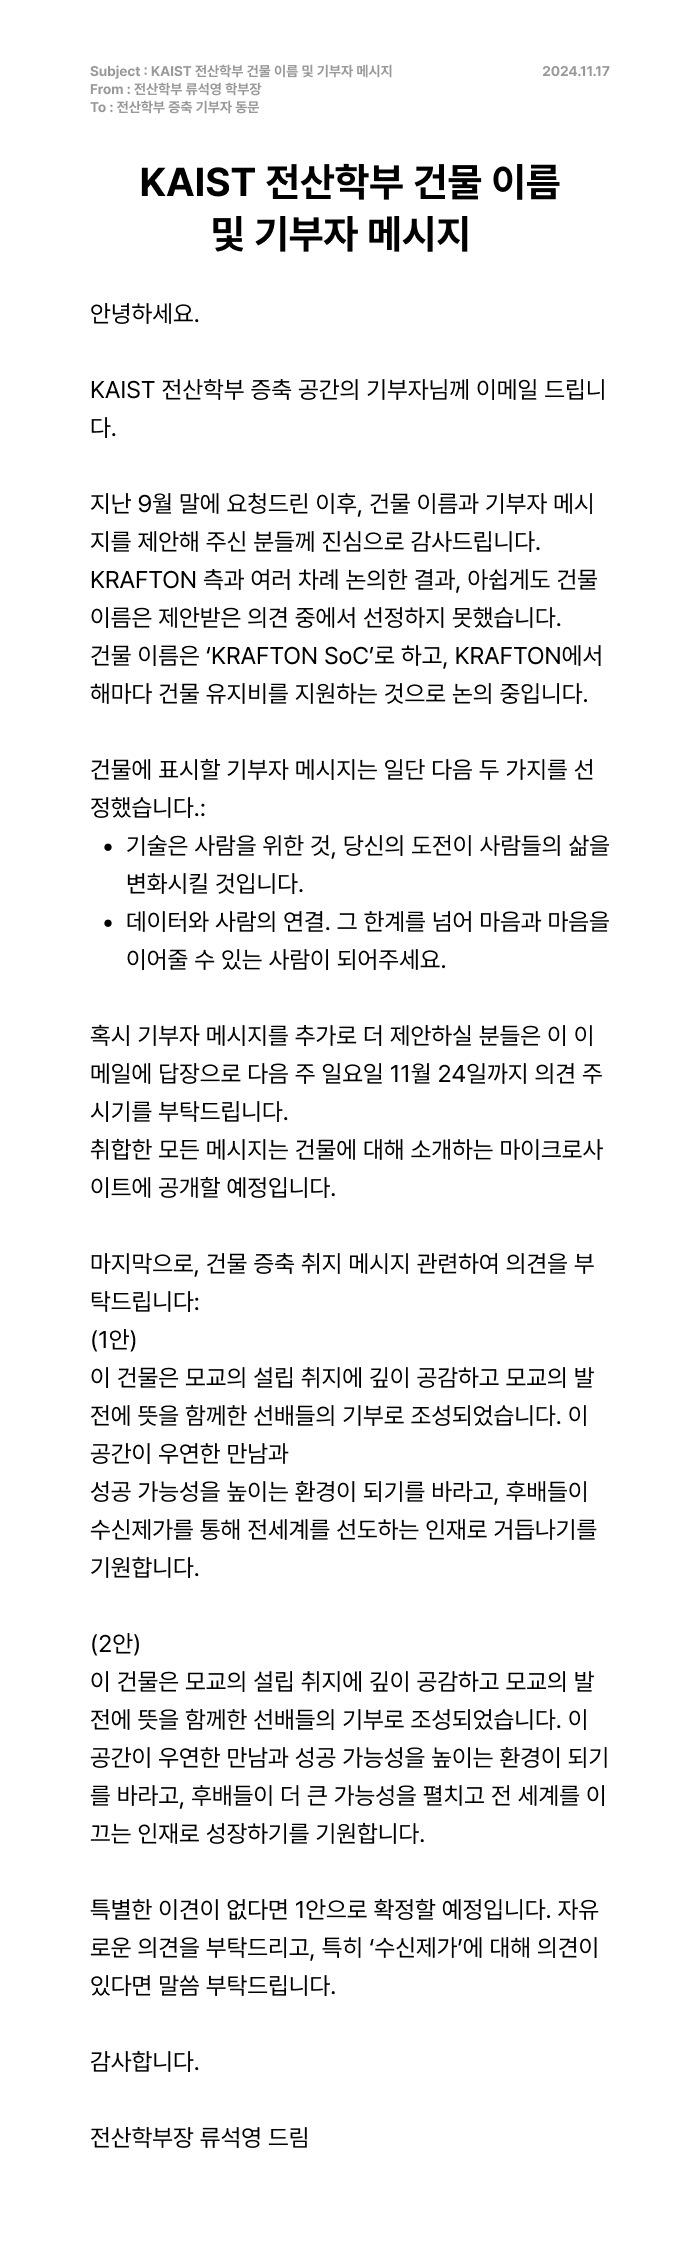 Subject : KAIST 전산학부 건물 이름 및 기부자 메시지
2024.11.17
From : 전산학부 류석영 학부장
To : 전산학부 증축 기부자 동문
KAIST 전산학부 건물 이름
및 기부자 메시지
안녕하세요.
KAIST 전산학부 증축 공간의 기부자님께 이메일 드립니
다.
지난 9월 말에 요청드린 이후, 건물 이름과 기부자 메시
지를 제안해 주신 분들께 진심으로 감사드립니다.
KRAFTON 측과 여러 차례 논의한 결과, 아쉽게도 건물
이름은 제안받은 의견 중에서 선정하지 못했습니다.
건물 이름은 ‘KRAFTON SoC’로 하고, KRAFTON에서
해마다 건물 유지비를 지원하는 것으로 논의 중입니다.
건물에 표시할 기부자 메시지는 일단 다음 두 가지를 선
정했습니다.:
• 기술은 사람을 위한 것, 당신의 도전이 사람들의 삶을
변화시킬 것입니다.
• 데이터와 사람의 연결. 그 한계를 넘어 마음과 마음을
이어줄 수 있는 사람이 되어주세요.
혹시 기부자 메시지를 추가로 더 제안하실 분들은 이 이
메일에 답장으로 다음 주 일요일 11월 24일까지 의견 주
시기를 부탁드립니다.
취합한 모든 메시지는 건물에 대해 소개하는 마이크로사
이트에 공개할 예정입니다.
마지막으로, 건물 증축 취지 메시지 관련하여 의견을 부
탁드립니다:
(1안)
이 건물은 모교의 설립 취지에 깊이 공감하고 모교의 발
전에 뜻을 함께한 선배들의 기부로 조성되었습니다. 이
공간이 우연한 만남과
성공 가능성을 높이는 환경이 되기를 바라고, 후배들이
수신제가를 통해 전세계를 선도하는 인재로 거듭나기를
기원합니다.
(2안)
이 건물은 모교의 설립 취지에 깊이 공감하고 모교의 발
전에 뜻을 함께한 선배들의 기부로 조성되었습니다. 이
공간이 우연한 만남과 성공 가능성을 높이는 환경이 되기
를 바라고, 후배들이 더 큰 가능성을 펼치고 전 세계를 이
끄는 인재로 성장하기를 기원합니다.
특별한 이견이 없다면 1안으로 확정할 예정입니다. 자유
로운 의견을 부탁드리고, 특히 ‘수신제가’에 대해 의견이
있다면 말씀 부탁드립니다.
감사합니다.
전산학부장 류석영 드림